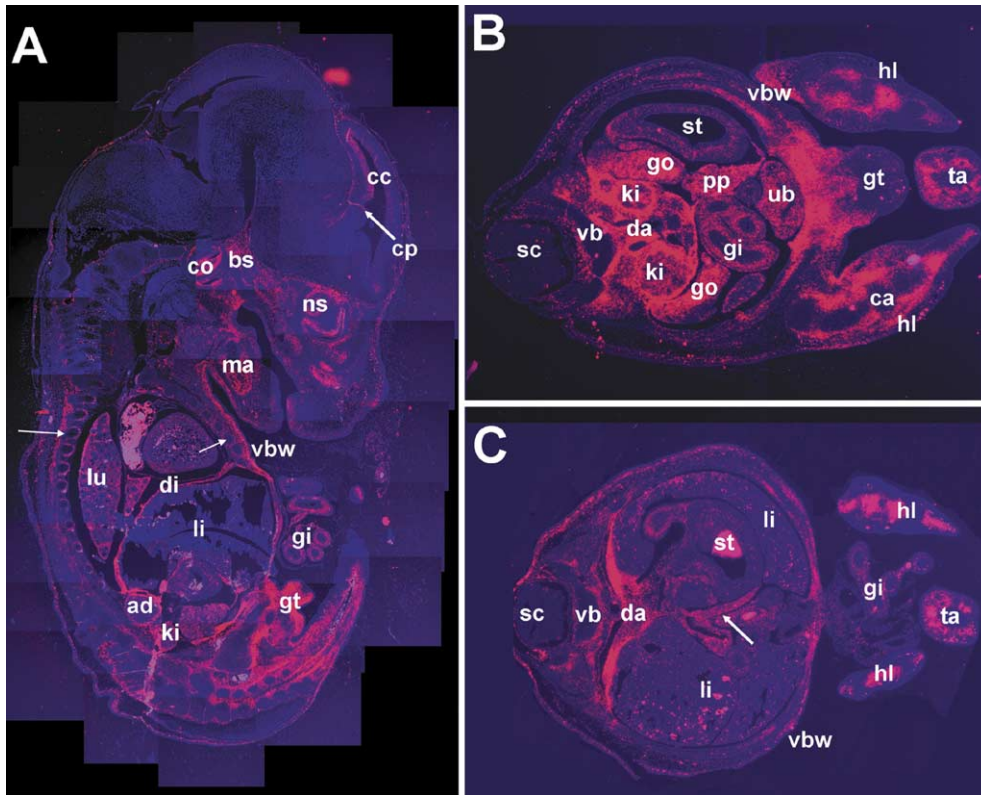 A
cc
cp
co
bs
ns
ma
vbw
lu
di
li
gi
ad
gt
ki
B
hl
vbw
st
go
pp
ki
ub
gt
ta
da
sc
vb
gi
ki
go
ca
hl
C
li
hl
st
gi
sc
vb
da
ta
li
hl
vbw